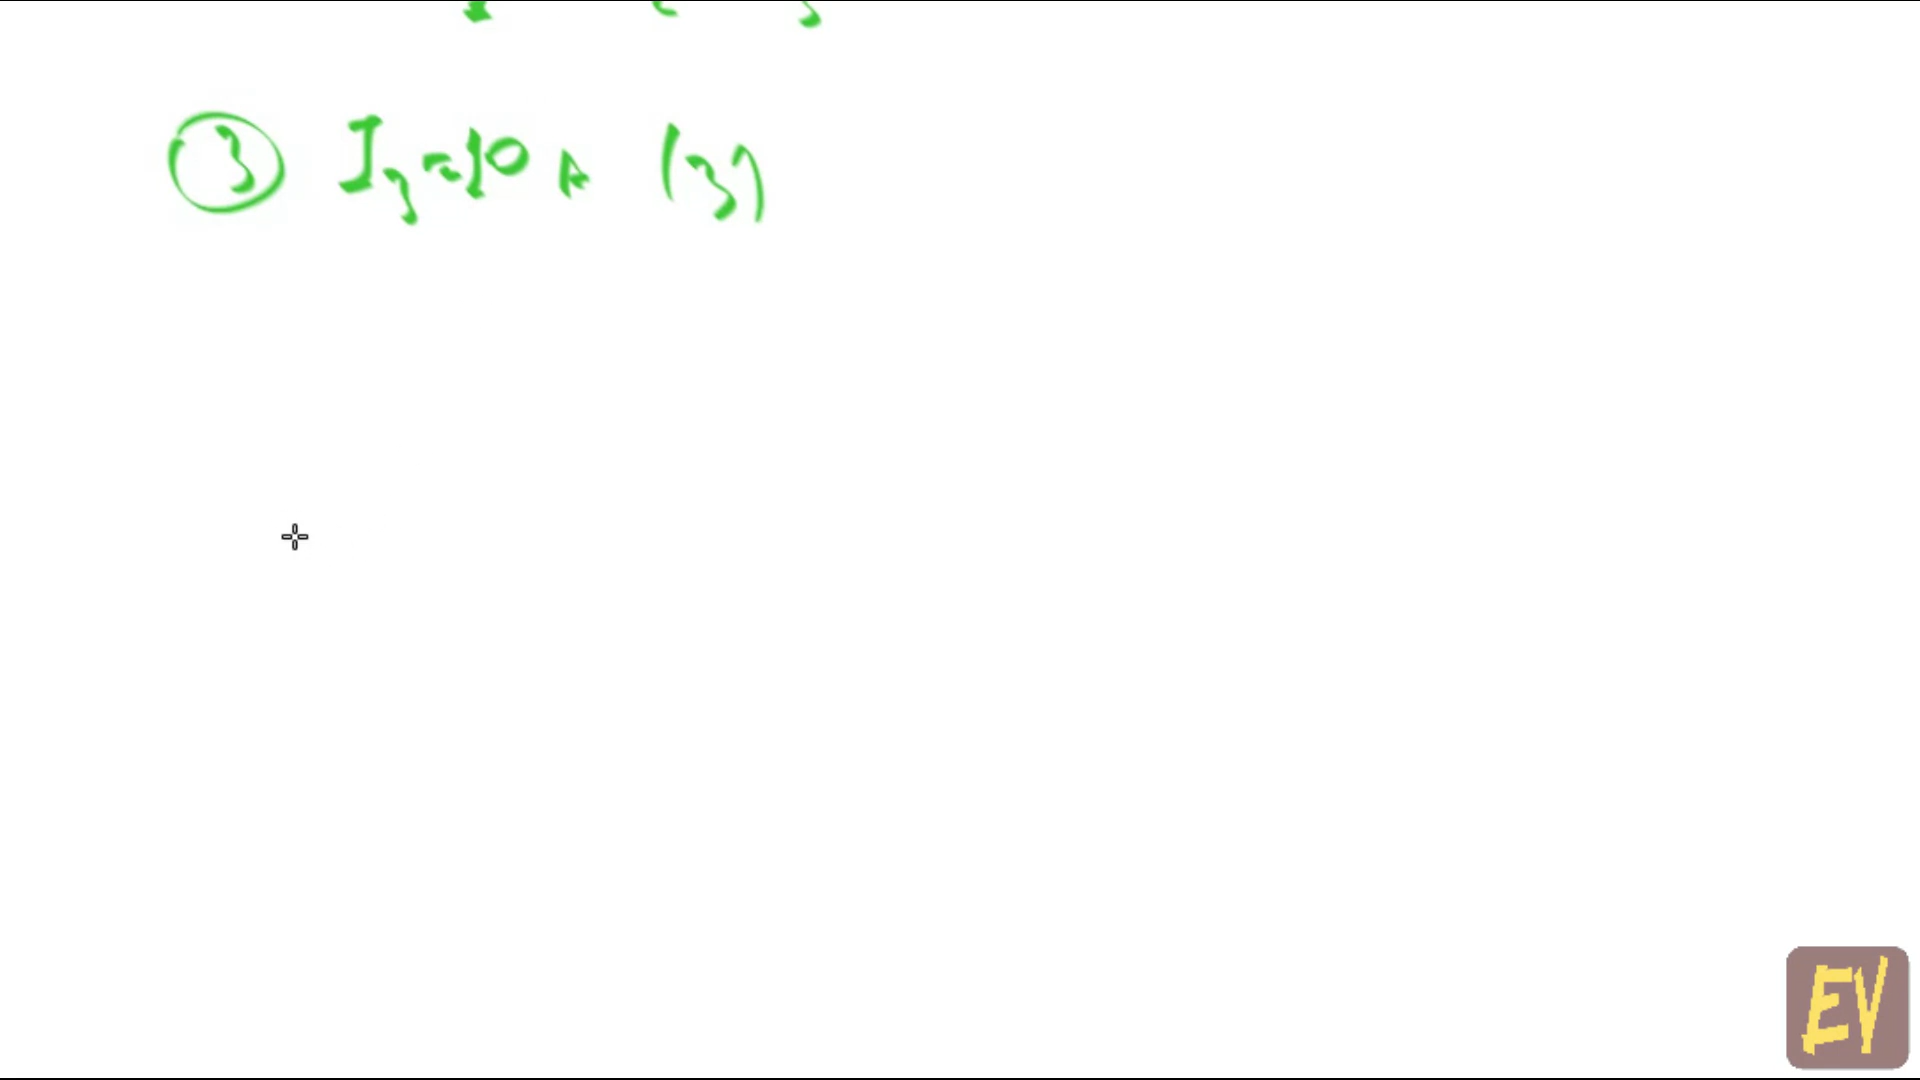 ③ I₃ = 10 A (3)
EV